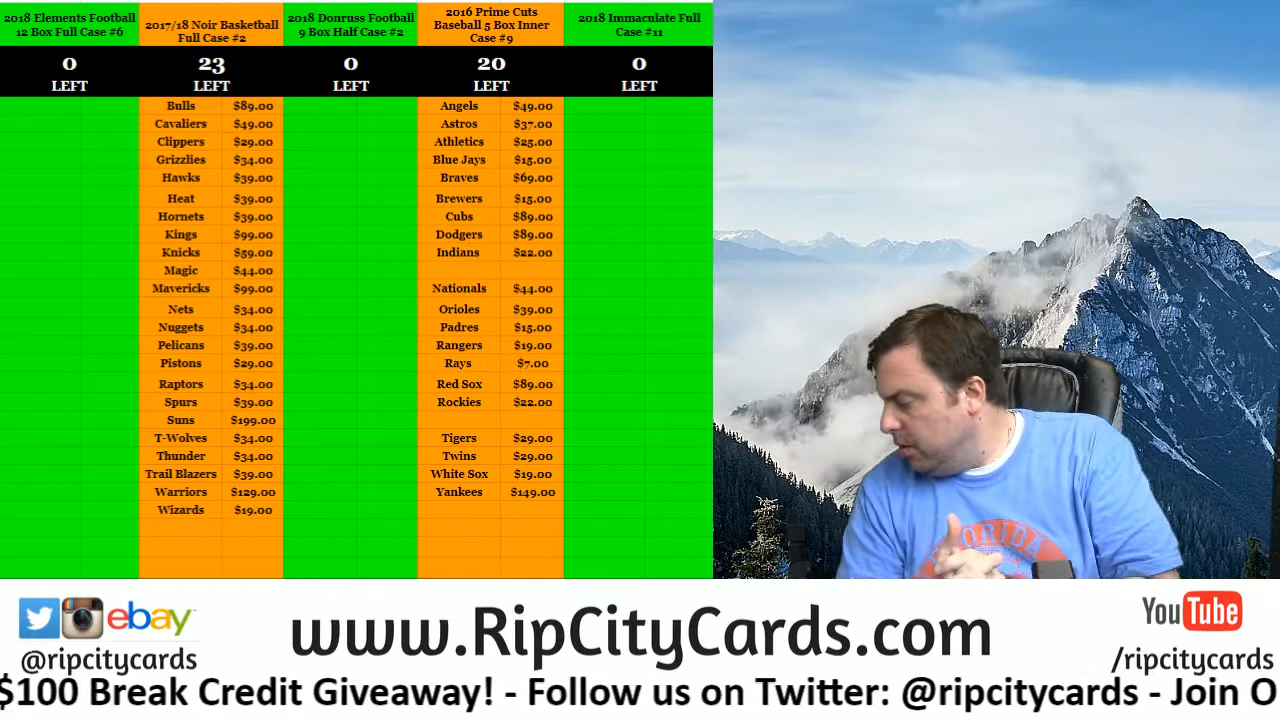 2018 Elements Football
12 Box Full Case #6
2017/18 Noir Basketball
Full Case #2
2018 Donruss Football
9 Box Half Case #2
2016 Prime Cuts
Baseball 5 Box Inner
Case #9
2018 Immaculate Full
Case #11
0
LEFT
23
LEFT
0
LEFT
20
LEFT
0
LEFT
Bulls $89.00
Cavaliers $49.00
Clippers $29.00
Grizzlies $34.00
Hawks $39.00
Heat $39.00
Hornets $39.00
Kings $99.00
Knicks $59.00
Magic $44.00
Mavericks $99.00
Nets $34.00
Nuggets $34.00
Pelicans $39.00
Pistons $29.00
Raptors $34.00
Spurs $39.00
Suns $199.00
T-Wolves $34.00
Thunder $34.00
Trail Blazers $39.00
Warriors $129.00
Wizards $19.00
Angels $49.00
Astros $37.00
Athletics $25.00
Blue Jays $15.00
Braves $69.00
Brewers $15.00
Cubs $89.00
Dodgers $89.00
Indians $22.00
Nationals $44.00
Orioles $39.00
Padres $15.00
Rangers $19.00
Rays $7.00
Red Sox $89.00
Rockies $22.00
Tigers $29.00
Twins $29.00
White Sox $19.00
Yankees $149.00
ebay
@ripcitycards
www.RipCityCards.com
YouTube
/ripcitycards
$100 Break Credit Giveaway! - Follow us on Twitter: @ripcitycards - Join O